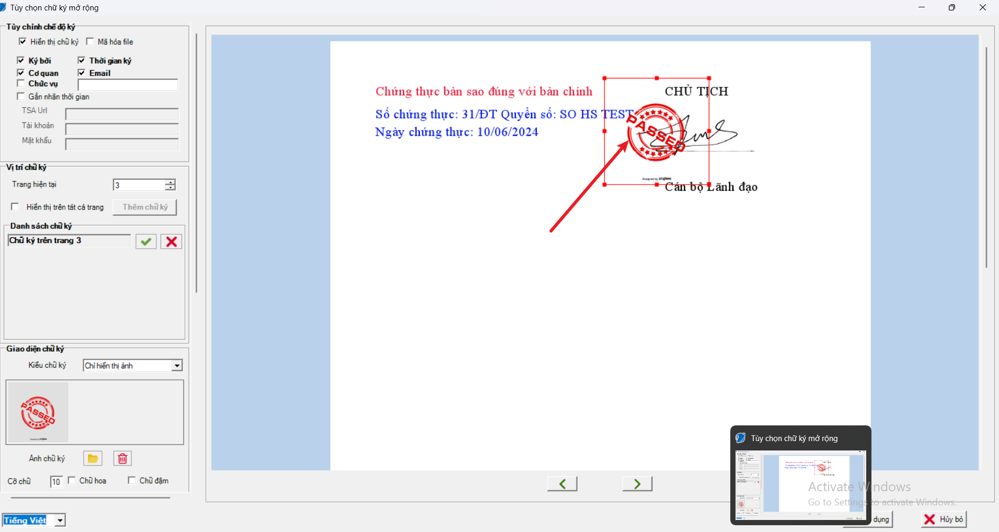 Tùy chọn chữ ký mở rộng
Tùy chỉnh chế độ ký
Hiển thị chữ ký
Mã hóa file
Ký bởi
Thời gian ký
Cơ quan
Email
Chức vụ
Gắn nhãn thời gian
TSA Url
Tài khoản
Mật khẩu
Vị trí chữ ký
Trang hiện tại
3
Hiển thị trên tất cả trang
Thêm chữ ký
Danh sách chữ ký
Chữ ký trên trang 3
Giao diện chữ ký
Kiểu chữ ký
Chỉ hiển thị ảnh
PASSED
Designed by pngtree
Ảnh chữ ký
Cỡ chữ
10
Chữ hoa
Chữ đậm
Tiếng Việt
Chứng thực bản sao đúng với bản chính
Số chứng thực: 31/ĐT Quyển số: SO HS TEST
Ngày chứng thực: 10/06/2024
CHỦ TỊCH
PASSED
Designed by pngtree
Cán bộ Lãnh đạo
Tùy chọn chữ ký mở rộng
Activate Windows
Go to Settings to activate Windows.
dụng
Hủy bỏ